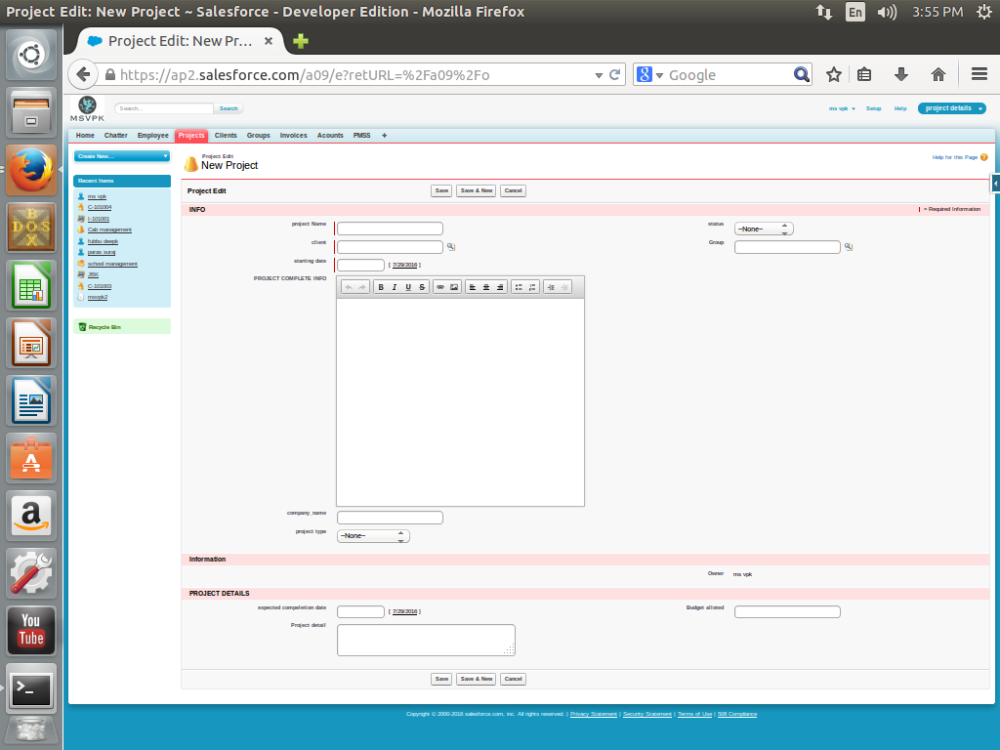 Project Edit: New Project ~ Salesforce - Developer Edition - Mozilla Firefox
En
3:55 PM
Project Edit: New Pr...
https://ap2.salesforce.com/a09/e?retURL=%2Fa09%2Fo
Google
MSVPK
Search...
Search
ms vpk
Setup
Help
project details
Home
Chatter
Employee
Projects
Clients
Groups
Invoices
Acounts
PMSS
+
Create New...
Project Edit
New Project
Help for this Page
Recent Items
ms vpk
C-101004
I-101001
Cab management
fubbu deepk
paras suraj
school management
JBK
C-101003
msvpk2
Recycle Bin
Project Edit
Save
Save & New
Cancel
INFO
= Required Information
project Name
status
--None--
client
Group
starting date
[ 7/29/2016 ]
PROJECT COMPLETE INFO
B I U S
company_name
project type
--None--
Information
Owner
ms vpk
PROJECT DETAILS
expected compeletion date
[ 7/29/2016 ]
Budget alloted
Project detail
Save
Save & New
Cancel
Copyright © 2000-2016 salesforce.com, inc. All rights reserved. | Privacy Statement | Security Statement | Terms of Use | 508 Compliance
B
DOS
X
A
a
You
Tube
>_